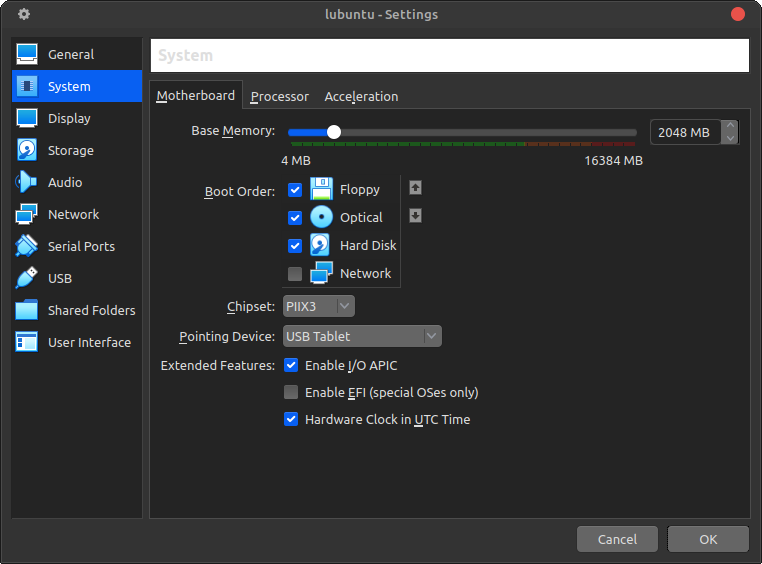 lubuntu - Settings
General
System
Display
Storage
Audio
Network
Serial Ports
USB
Shared Folders
User Interface
System
Motherboard Processor Acceleration
Base Memory: 2048 MB
4 MB 16384 MB
Boot Order: Floppy
Optical
Hard Disk
Network
Chipset: PIIX3
Pointing Device: USB Tablet
Extended Features: Enable I/O APIC
Enable EFI (special OSes only)
Hardware Clock in UTC Time
Cancel OK